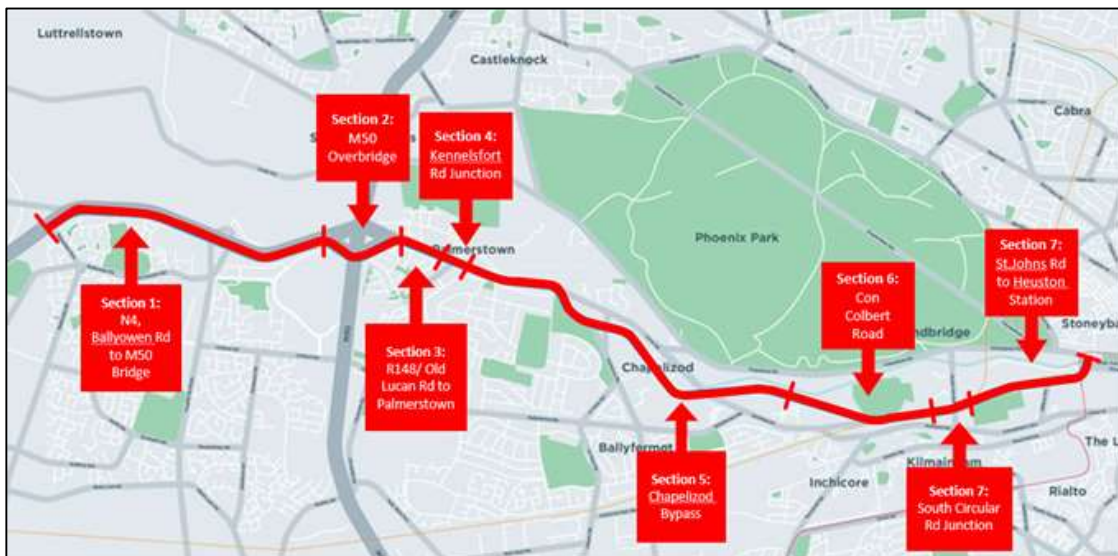 Luttrellstown
Castleknock
Cabra
Section 2:
M50
Overbridge
Section 4:
Kennelsfort
Rd Junction
Palmerstown
Phoenix Park
Section 7:
St.Johns Rd
to Heuston
Station
Section 6:
Con
Colbert
Road
Section 1:
N4,
Ballyowen Rd
to M50
Bridge
Section 3:
R148/ Old
Lucan Rd to
Palmerstown
Chapelizod
Ballyfermot
Section 5:
Chapelizod
Bypass
Inchicore
Kilmainham
Section 7:
South Circular
Rd Junction
Rialto